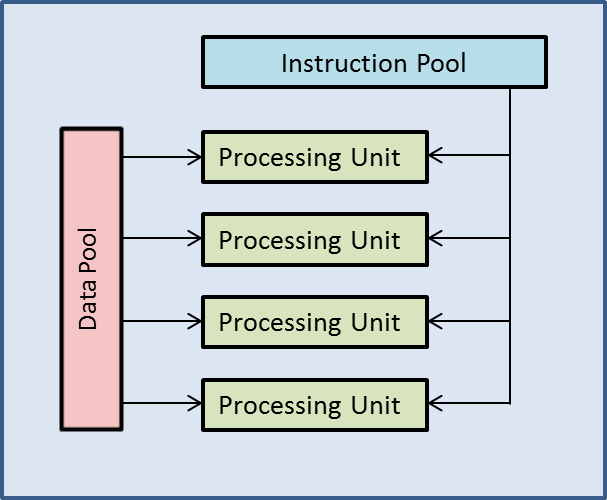 Instruction Pool
Data Pool
Processing Unit
Processing Unit
Processing Unit
Processing Unit